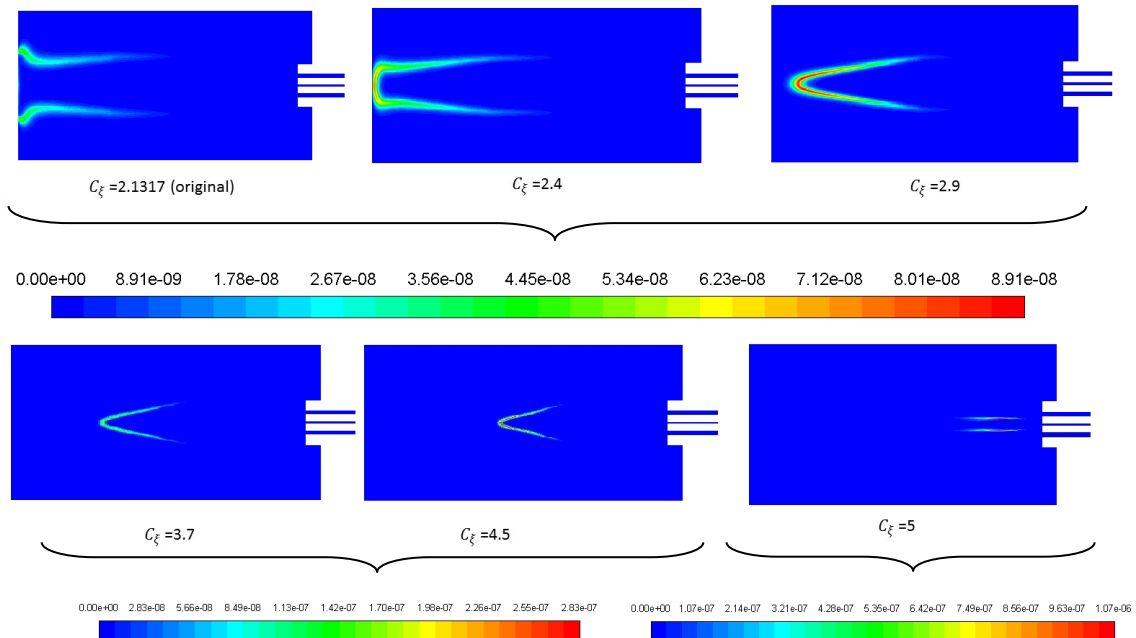 C_ξ =2.1317 (original) C_ξ =2.4 C_ξ =2.9
0.00e+00 8.91e-09 1.78e-08 2.67e-08 3.56e-08 4.45e-08 5.34e-08 6.23e-08 7.12e-08 8.01e-08 8.91e-08
C_ξ =3.7 C_ξ =4.5 C_ξ =5
0.00e+00 2.83e-08 5.66e-08 8.49e-08 1.13e-07 1.42e-07 1.70e-07 1.98e-07 2.26e-07 2.55e-07 2.83e-07
0.00e+00 1.07e-07 2.14e-07 3.21e-07 4.28e-07 5.35e-07 6.42e-07 7.49e-07 8.56e-07 9.63e-07 1.07e-06